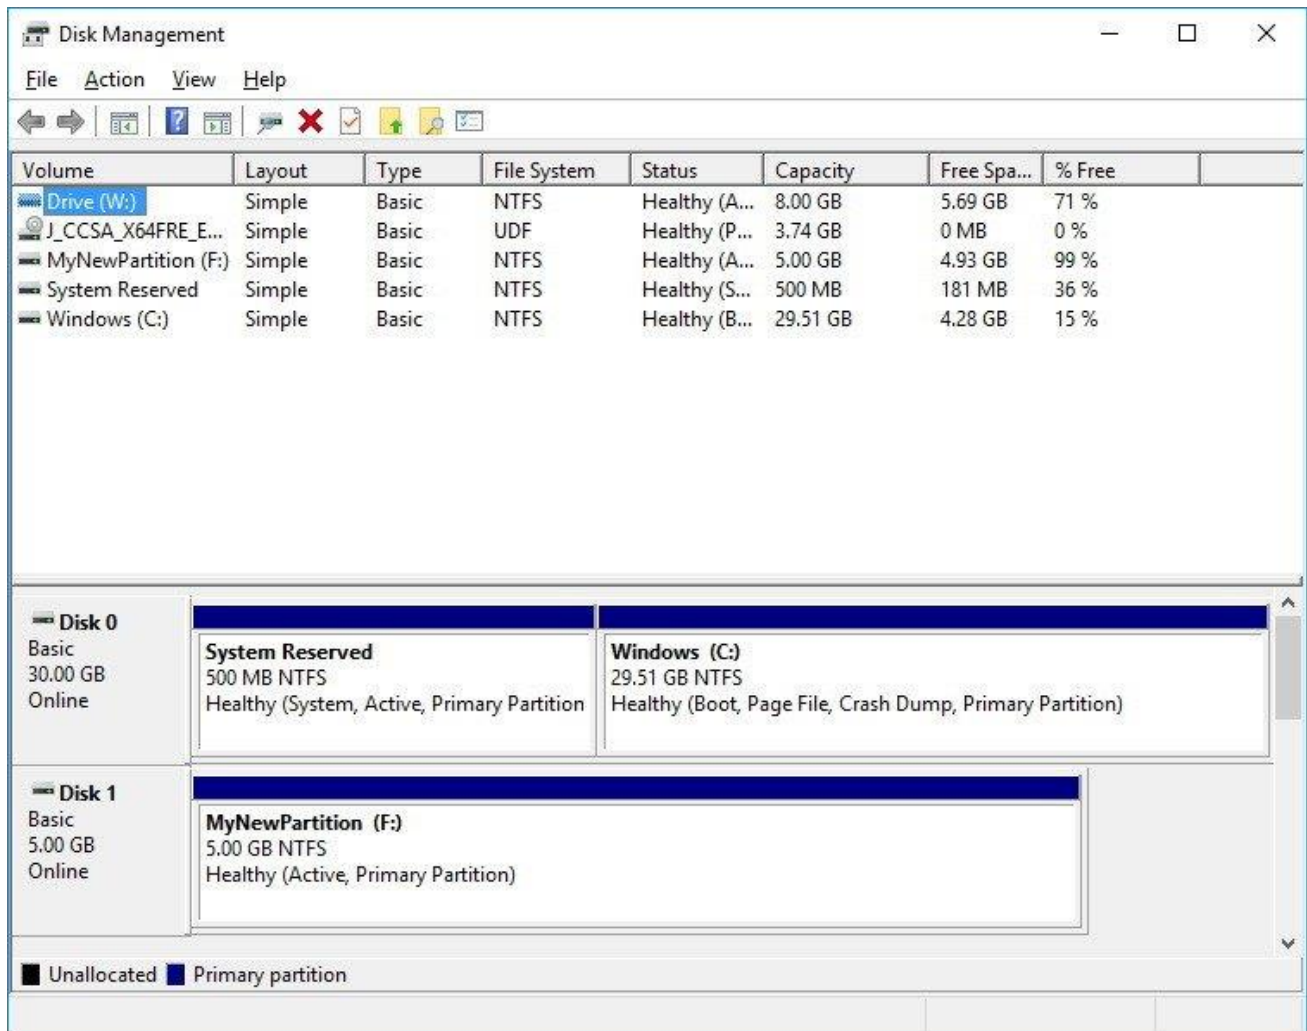 Disk Management
File Action View Help
Volume Layout Type File System Status Capacity Free Spa... % Free
Drive (W:) Simple Basic NTFS Healthy (A... 8.00 GB 5.69 GB 71 %
J_CCSA_X64FRE_E... Simple Basic UDF Healthy (P... 3.74 GB 0 MB 0 %
MyNewPartition (F:) Simple Basic NTFS Healthy (A... 5.00 GB 4.93 GB 99 %
System Reserved Simple Basic NTFS Healthy (S... 500 MB 181 MB 36 %
Windows (C:) Simple Basic NTFS Healthy (B... 29.51 GB 4.28 GB 15 %
Disk 0
Basic
30.00 GB
Online
System Reserved
500 MB NTFS
Healthy (System, Active, Primary Partition
Windows (C:)
29.51 GB NTFS
Healthy (Boot, Page File, Crash Dump, Primary Partition)
Disk 1
Basic
5.00 GB
Online
MyNewPartition (F:)
5.00 GB NTFS
Healthy (Active, Primary Partition)
Unallocated Primary partition